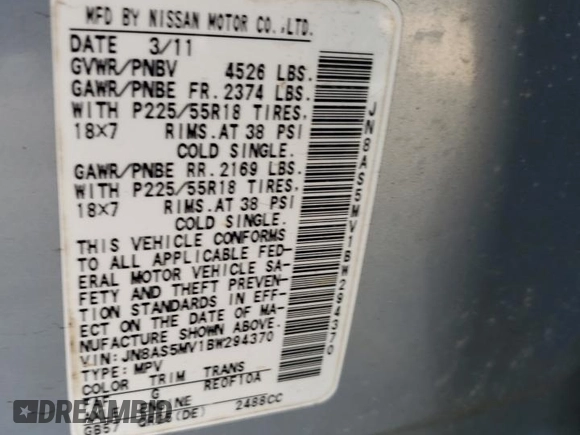 MFD BY NISSAN MOTOR CO.,LTD.
DATE 3/11
GVWR/PNBV 4526 LBS.
GAWR/PNBE FR. 2374 LBS.
WITH P225/55R18 TIRES,
18×7 RIMS.AT 38 PSI
COLD SINGLE.
GAWR/PNBE RR. 2169 LBS.
WITH P225/55R18 TIRES,
18×7 RIMS.AT 38 PSI
COLD SINGLE.
THIS VEHICLE CONFORMS
TO ALL APPLICABLE FED-
ERAL MOTOR VEHICLE SA-
FETY AND THEFT PREVEN-
TION STANDARDS IN EFF-
ECT ON THE DATE OF MA-
NUFACTURE SHOWN ABOVE.
VIN: JN8AS5MV1BW294370
TYPE: MPV
COLOR TRIM TRANS
G RE0F10A
ENGINE
(DE) 2488CC
GB57
JN8AS5MV1BW294370
DREAMBID